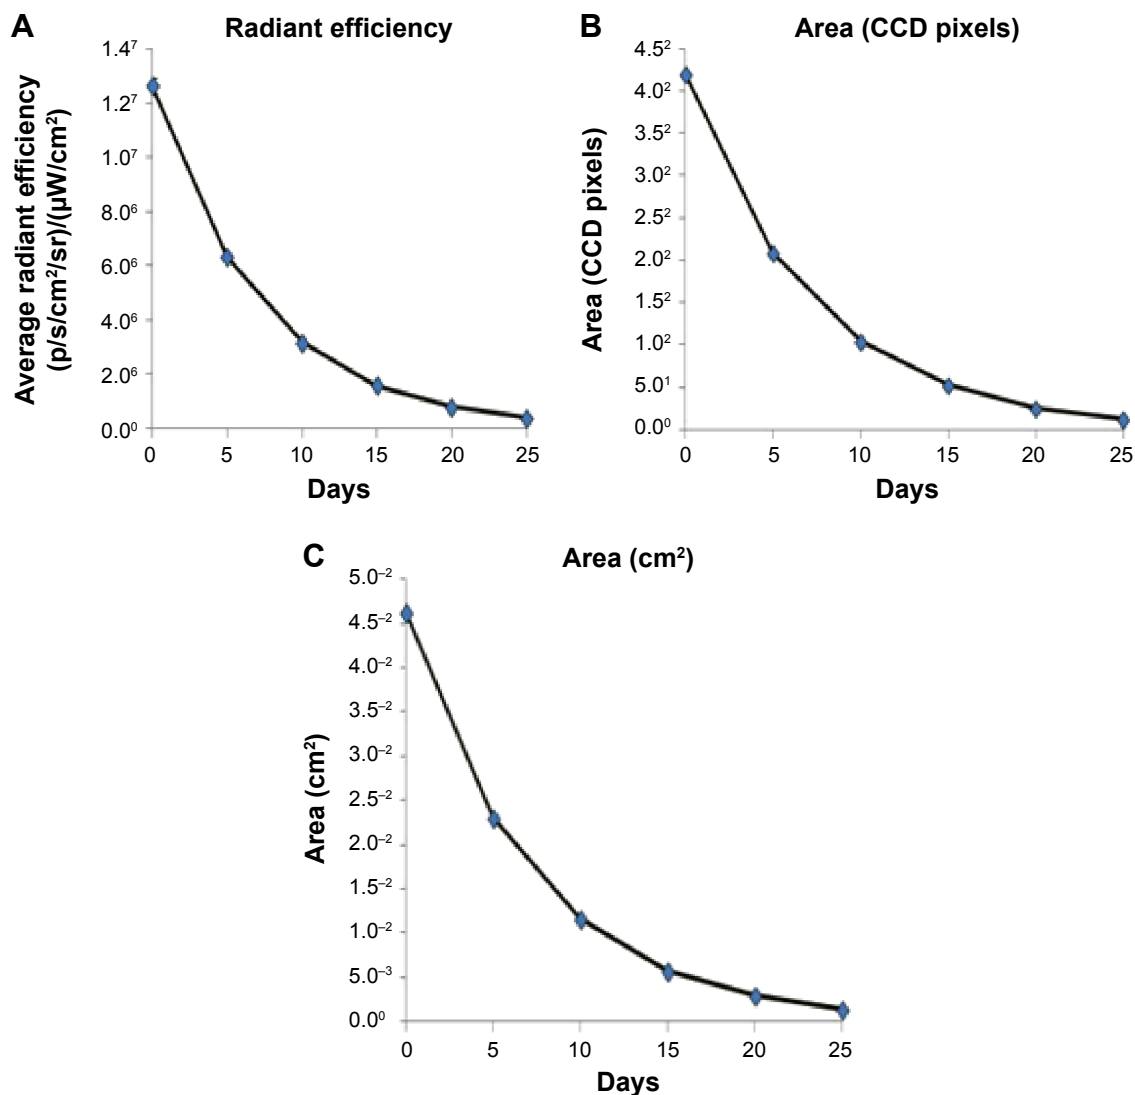 A
Radiant efficiency
Average radiant efficiency
(p/s/cm²/sr)/(µW/cm²)
1.4⁷
1.2⁷
1.0⁷
8.0⁶
6.0⁶
4.0⁶
2.0⁶
0.0⁰
0 5 10 15 20 25
Days
B
Area (CCD pixels)
Area (CCD pixels)
4.5²
4.0²
3.5²
3.0²
2.5²
2.0²
1.5²
1.0²
5.0¹
0.0⁰
0 5 10 15 20 25
Days
C
Area (cm²)
Area (cm²)
5.0⁻²
4.5⁻²
4.0⁻²
3.5⁻²
3.0⁻²
2.5⁻²
2.0⁻²
1.5⁻²
1.0⁻²
5.0⁻³
0.0⁰
0 5 10 15 20 25
Days